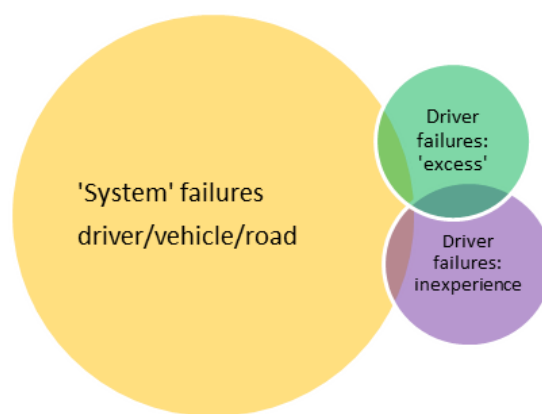 'System' failures
driver/vehicle/road
Driver
failures:
'excess'
Driver
failures:
inexperience